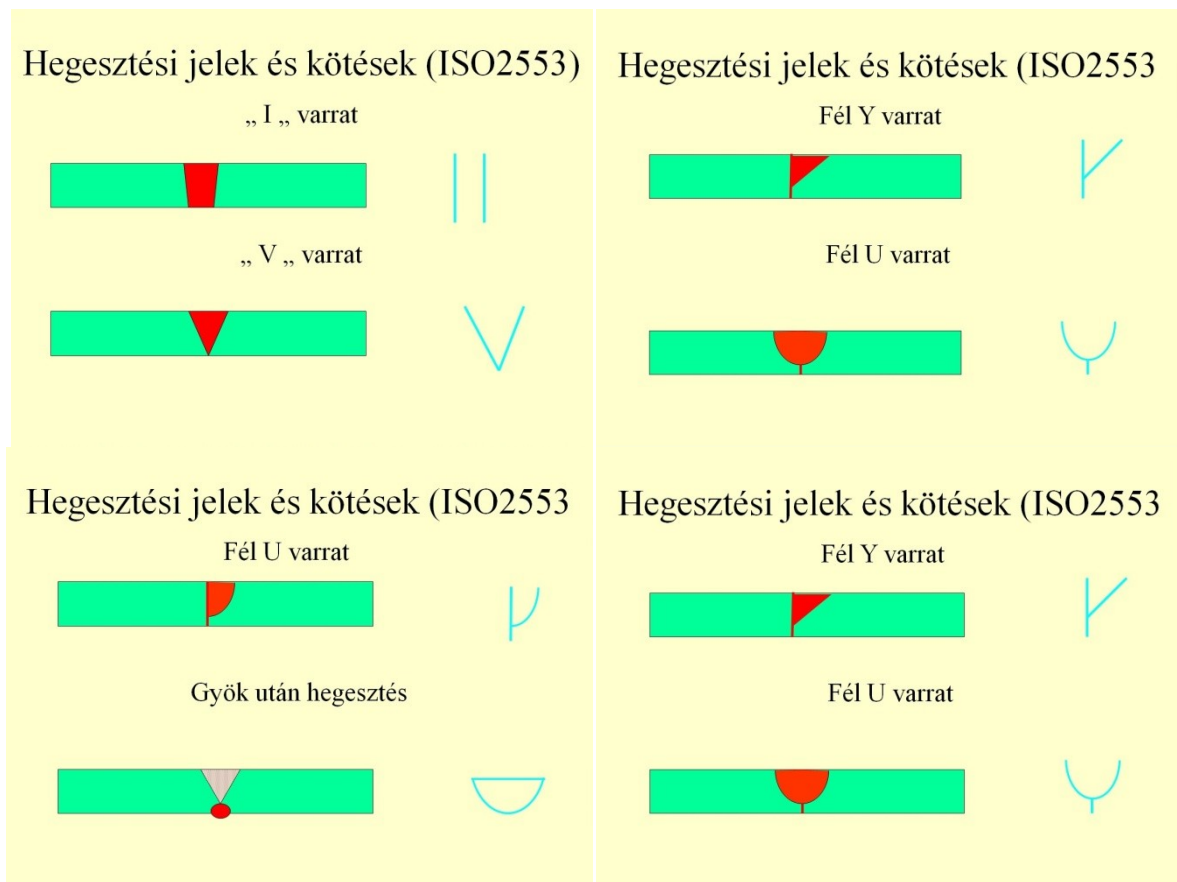 Hegesztési jelek és kötések (ISO2553)
„ I „ varrat
„ V „ varrat
Hegesztési jelek és kötések (ISO2553
Fél Y varrat
Fél U varrat
Hegesztési jelek és kötések (ISO2553
Fél U varrat
Gyök után hegesztés
Hegesztési jelek és kötések (ISO2553
Fél Y varrat
Fél U varrat